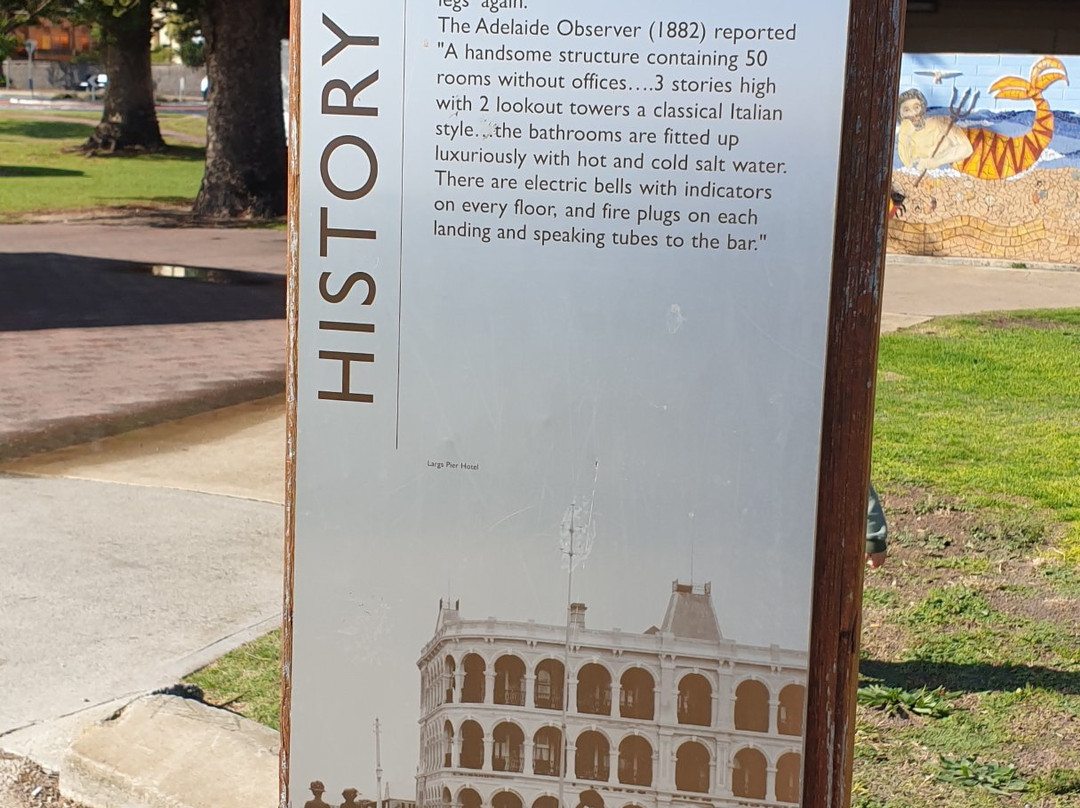 HISTORY
legs" again.
The Adelaide Observer (1882) reported
"A handsome structure containing 50
rooms without offices....3 stories high
with 2 lookout towers a classical Italian
style...the bathrooms are fitted up
luxuriously with hot and cold salt water.
There are electric bells with indicators
on every floor, and fire plugs on each
landing and speaking tubes to the bar."
Largs Pier Hotel